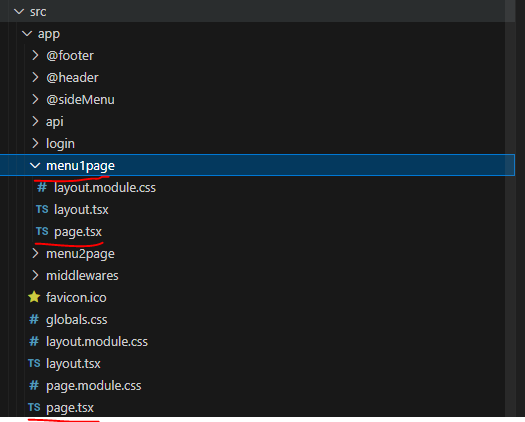 src
app
@footer
@header
@sideMenu
api
login
menu1page
# layout.module.css
TS layout.tsx
TS page.tsx
menu2page
middlewares
favicon.ico
# globals.css
# layout.module.css
TS layout.tsx
# page.module.css
TS page.tsx